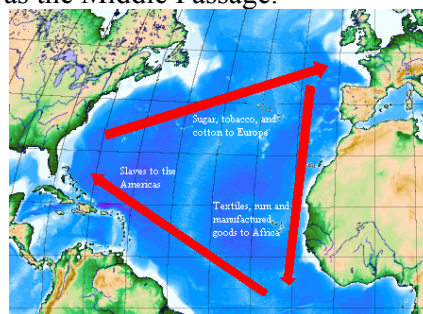 as the Middle Passage.
Sugar, tobacco, and
cotton to Europe
Slaves to the
Americas
Textiles, rum and
manufactured
goods to Africa